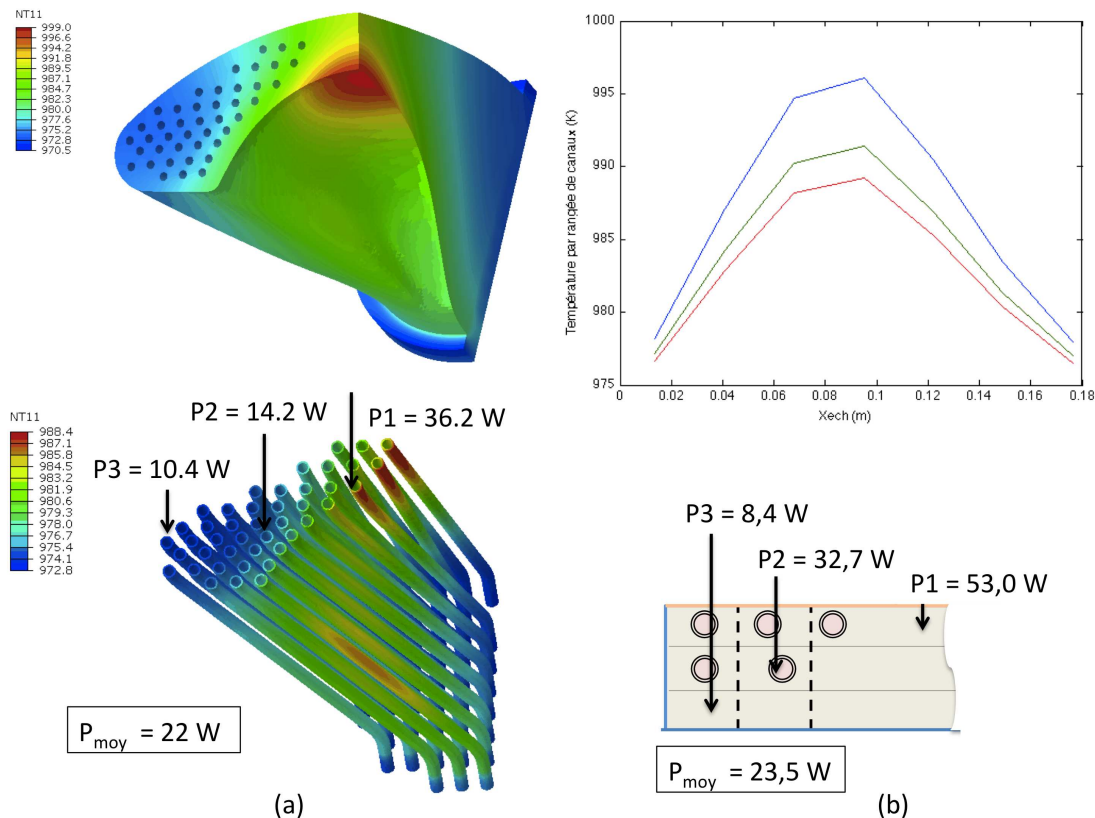 NT11
999.0
996.6
994.2
991.8
989.5
987.1
984.7
982.3
980.0
977.6
975.2
972.8
970.5
1000
995
990
985
980
975
Température par rangée de canaux (K)
0 0.02 0.04 0.06 0.08 0.1 0.12 0.14 0.16 0.18
Xech (m)
NT11
988.4
987.1
985.8
984.5
983.2
981.9
980.6
979.3
978.0
976.7
975.4
974.1
972.8
P3 = 10.4 W
P2 = 14.2 W
P1 = 36.2 W
Pmoy = 22 W
(a)
P3 = 8,4 W
P2 = 32,7 W
P1 = 53,0 W
Pmoy = 23,5 W
(b)